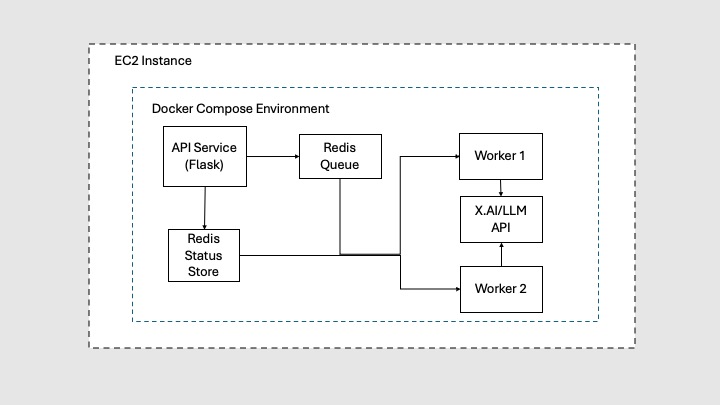 EC2 Instance
Docker Compose Environment
API Service
(Flask)
Redis
Queue
Worker 1
X.AI/LLM
API
Redis
Status
Store
Worker 2